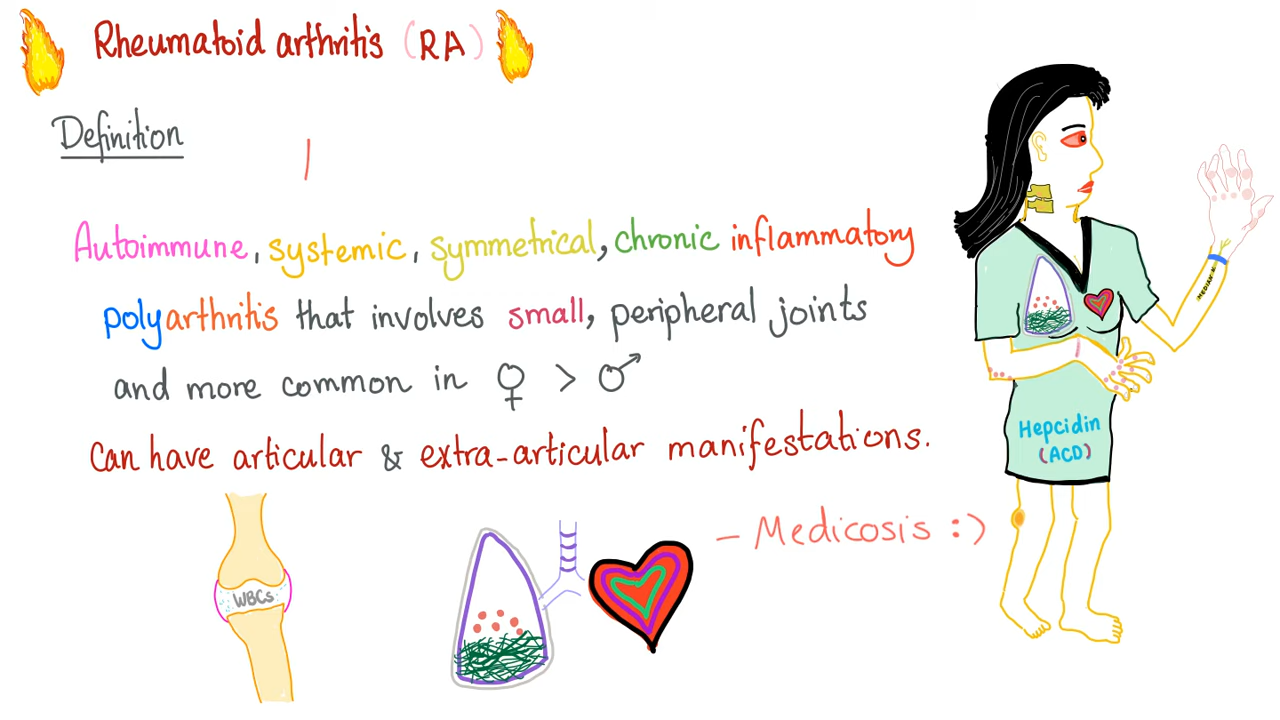 Rheumatoid arthritis (RA)
Definition
Autoimmune, systemic, symmetrical, chronic inflammatory
polyarthritis that involves small, peripheral joints
and more common in ♀ > ♂
Can have articular & extra-articular manifestations.
- Medicosis :)
WBCs
MEDIAN N.
Hepcidin
(ACD)